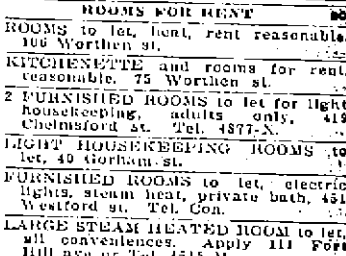 ROOMS FOR RENT 80
ROOMS to let, heat, rent reasonable.
106 Worthen st.
KITCHENETTE and rooms for rent,
reasonable. 75 Worthen st.
2 FURNISHED ROOMS to let for light
housekeeping, adults only. 419
Chelmsford st. Tel. 4877-X.
LIGHT HOUSEKEEPING ROOMS to
let, 40 Gorham st.
FURNISHED ROOMS to let, electric
lights, steam heat, private bath, 451
Westford st. Tel. Con.
LARGE STEAM HEATED ROOM to let,
all conveniences. Apply 111 Fort
Hill ave or Tel.